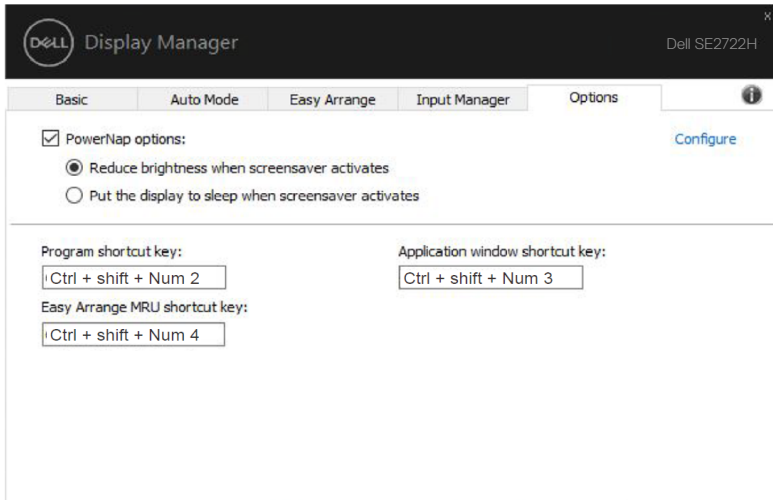 X
DELL Display Manager
Dell SE2722H
Basic Auto Mode Easy Arrange Input Manager Options
PowerNap options:
Configure
Reduce brightness when screensaver activates
Put the display to sleep when screensaver activates
Program shortcut key:
Application window shortcut key:
Ctrl + shift + Num 2
Ctrl + shift + Num 3
Easy Arrange MRU shortcut key:
Ctrl + shift + Num 4